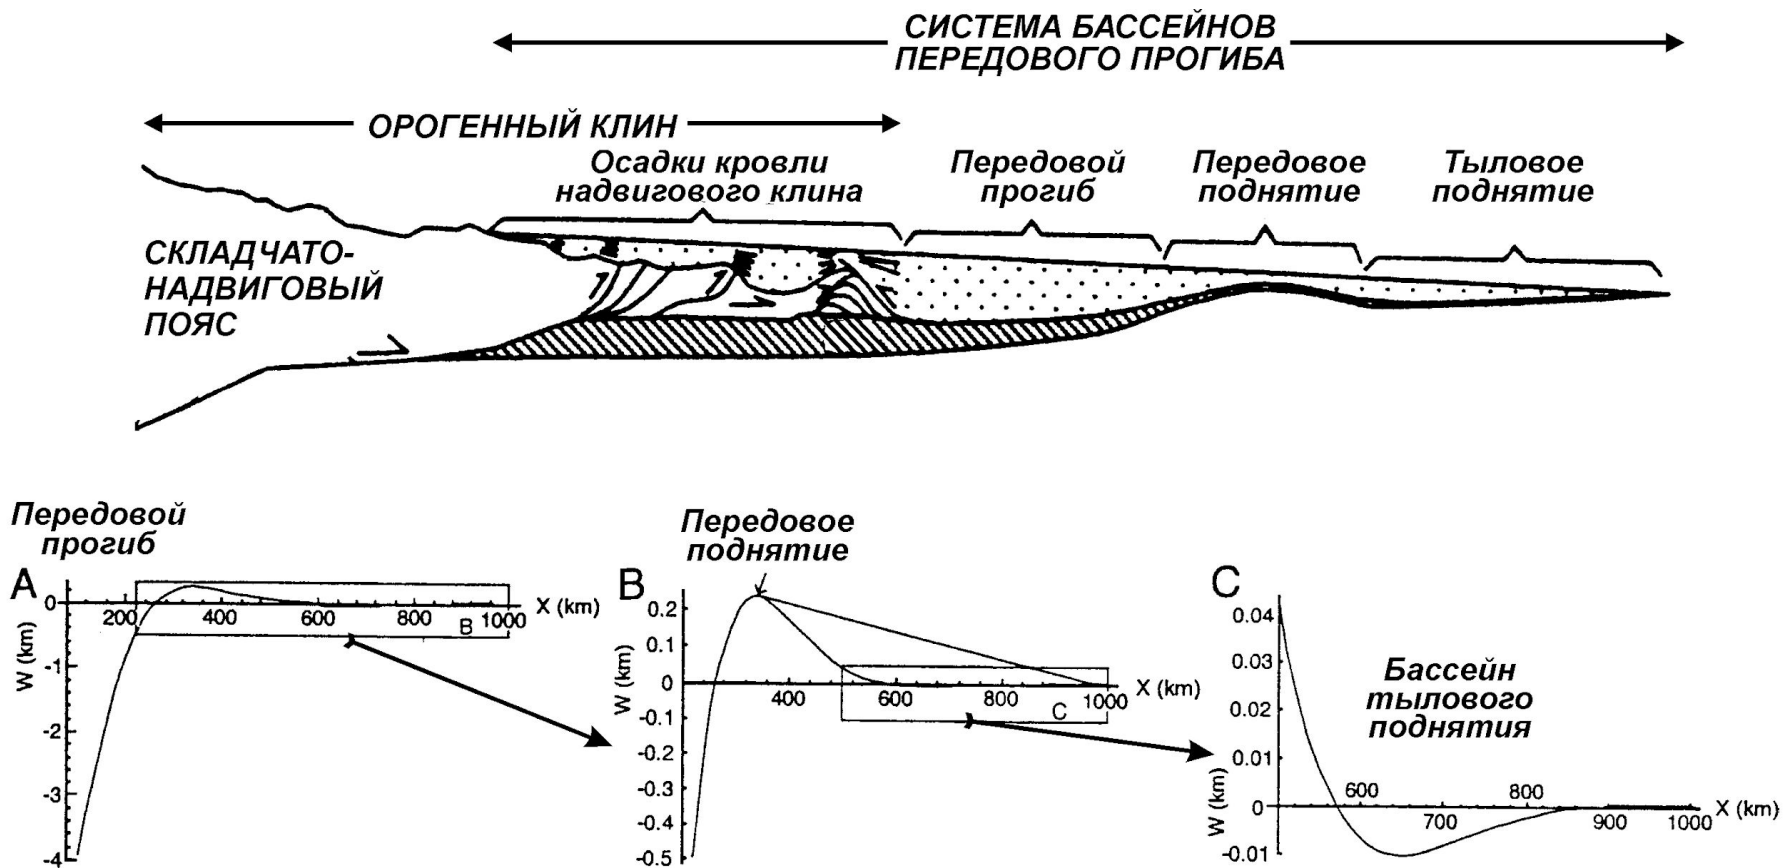 СИСТЕМА БАССЕЙНОВ
ПЕРЕДОВОГО ПРОГИБА
ОРОГЕННЫЙ КЛИН
Осадки кровли
надвигового клина
Передовой
прогиб
Передовое
поднятие
Тыловое
поднятие
СКЛАДЧАТО-
НАДВИГОВЫЙ
ПОЯС
Передовой
прогиб
A
0
-1
-2
-3
-4
W (km)
200
400
600
800
1000
X (km)
B
Передовое
поднятие
B
0.2
0.1
0
-0.1
-0.2
-0.3
-0.4
-0.5
W (km)
400
600
800
1000
X (km)
C
C
0.04
0.03
0.02
0.01
0
-0.01
W (km)
600
700
800
900
1000
X (km)
Бассейн
тылового
поднятия